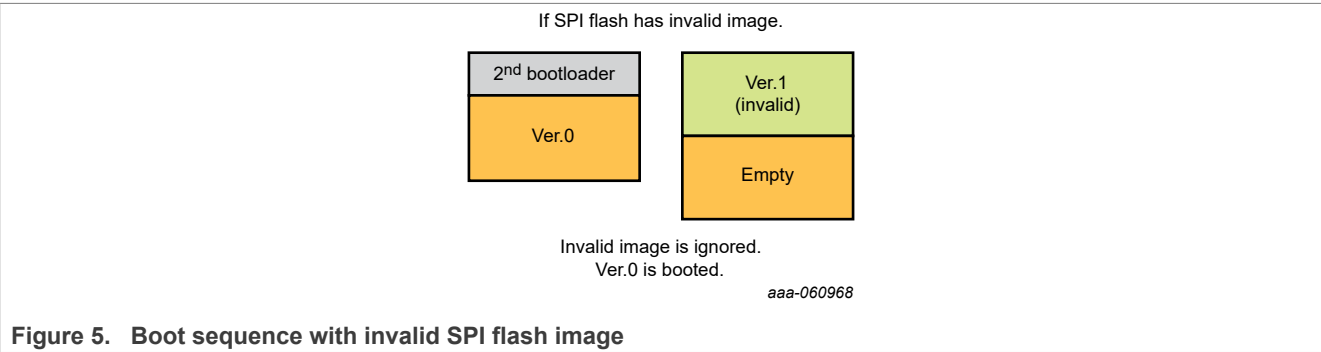 If SPI flash has invalid image.
2nd bootloader
Ver.0
Ver.1
(invalid)
Empty
Invalid image is ignored.
Ver.0 is booted.
aaa-060968
Figure 5. Boot sequence with invalid SPI flash image